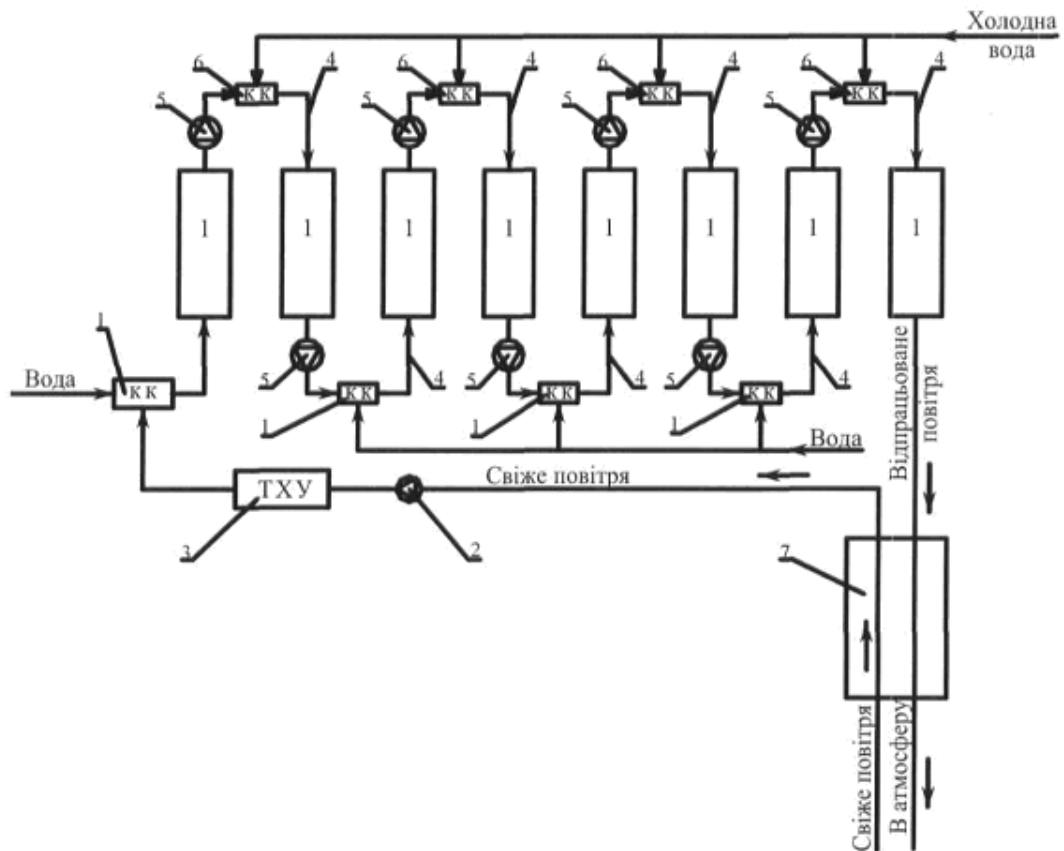 Холодна
вода
6 4 6 4 6 4 6 4
КК КК КК КК
5 5 5 5
1 1 1 1 1 1 1 1
1
Вода
КК
5 4 5 4 5 4
КК КК КК
1 1 1
Вода
Відпрацьоване
повітря
Свіже повітря
ТХУ
3 2
7
Свіже повітря
В атмосферу